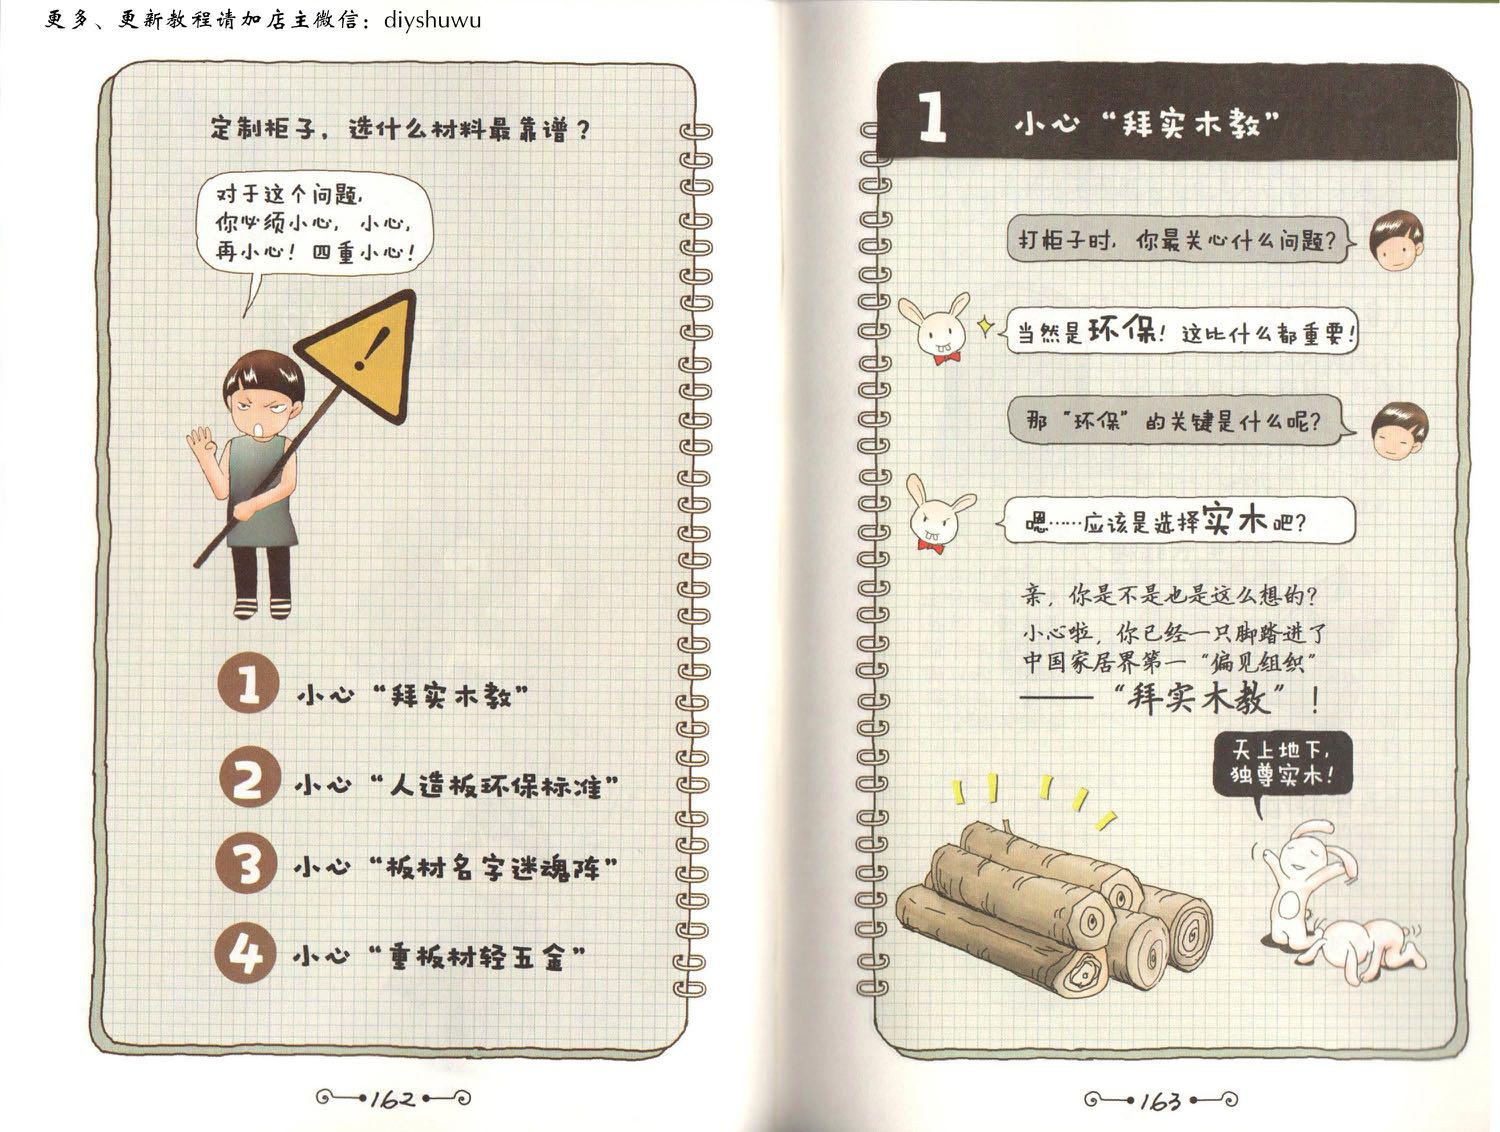 更多、更新教程请加店主微信：diyshuwu
定制柜子，选什么材料最靠谱？
对于这个问题，
你必须小心，小心，
再小心！四重小心！
1 小心“拜实木教”
2 小心“人造板环保标准”
3 小心“板材名字迷魂阵”
4 小心“重板材轻五金”
162
1 小心“拜实木教”
打柜子时，你最关心什么问题？
当然是环保！这比什么都重要！
那“环保”的关键是什么呢？
嗯……应该是选择实木吧？
亲，你是不是也是这么想的？
小心啦，你已经一只脚踏进了
中国家居界第一“偏见组织”
——“拜实木教”！
天上地下，
独尊实木！
163